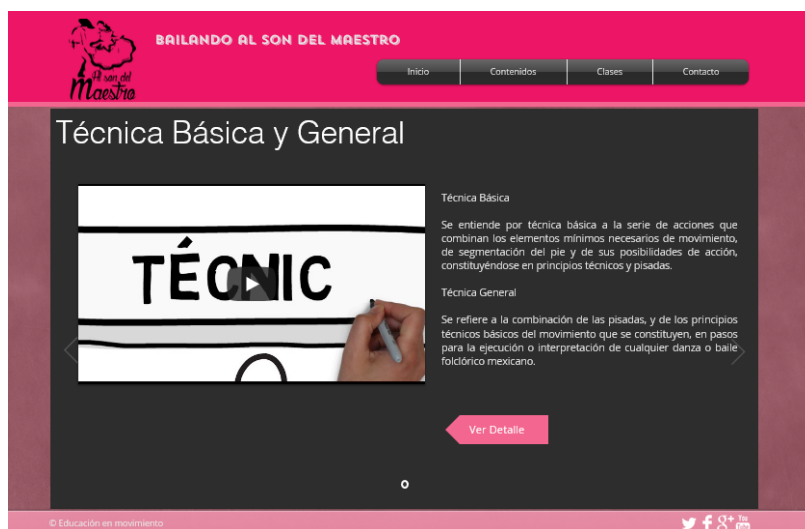 BAILANDO AL SON DEL MAESTRO
Al son del
Maestro
Inicio
Contenidos
Clases
Contacto
Técnica Básica y General
TÉCNIC
Técnica Básica
Se entiende por técnica básica a la serie de acciones que
combinan los elementos mínimos necesarios de movimiento,
de segmentación del pie y de sus posibilidades de acción,
constituyéndose en principios técnicos y pisadas.
Técnica General
Se refiere a la combinación de las pisadas, y de los principios
técnicos básicos del movimiento que se constituyen, en pasos
para la ejecución o interpretación de cualquier danza o baile
folclórico mexicano.
Ver Detalle
© Educación en movimiento
You
Tube